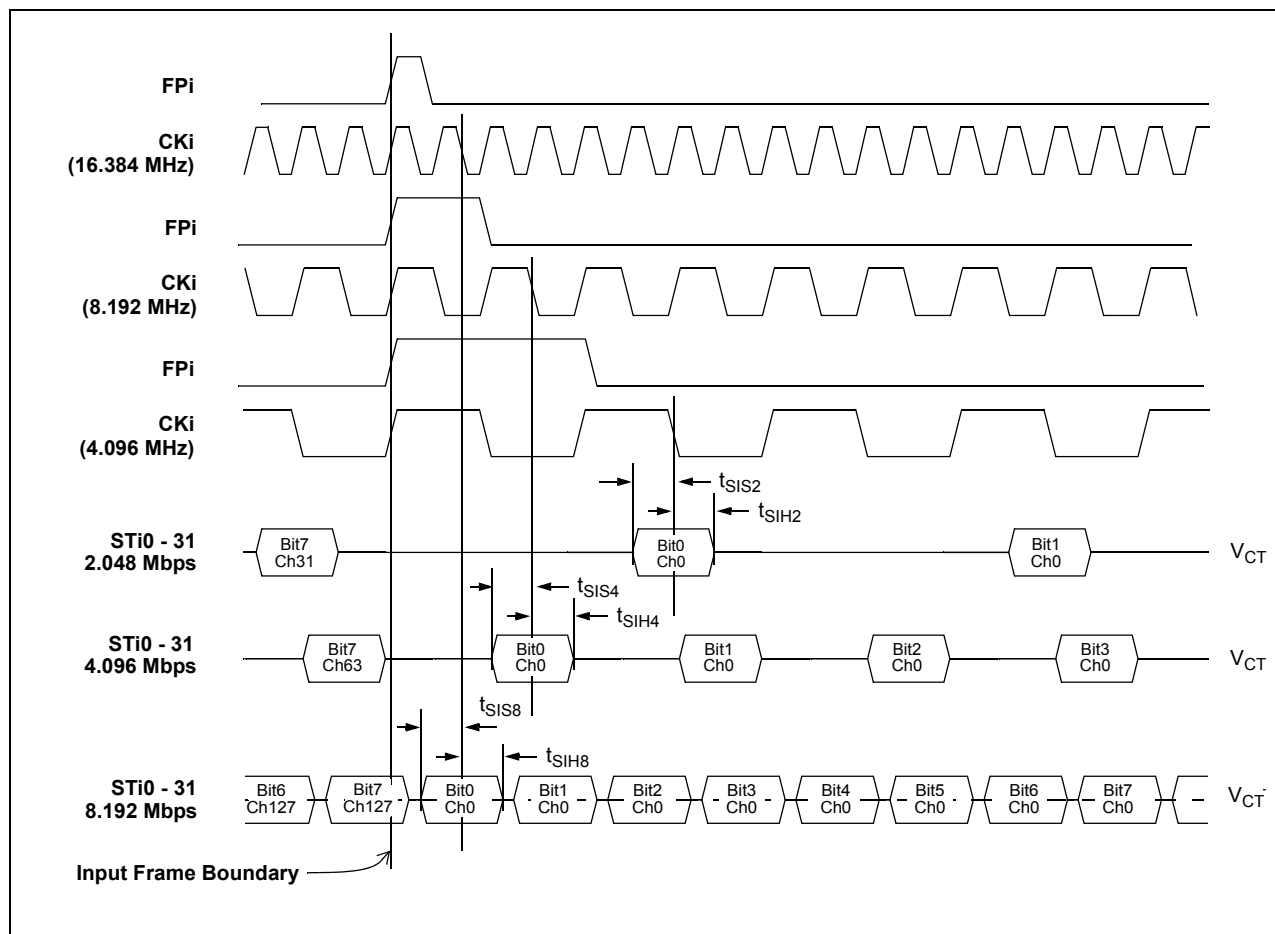 FPi
CKi
(16.384 MHz)
FPi
CKi
(8.192 MHz)
FPi
CKi
(4.096 MHz)
tSIS2
tSIH2
STi0 - 31
2.048 Mbps
Bit7
Ch31
Bit0
Ch0
Bit1
Ch0
VCT
tSIS4
tSIH4
STi0 - 31
4.096 Mbps
Bit7
Ch63
Bit0
Ch0
Bit1
Ch0
Bit2
Ch0
Bit3
Ch0
VCT
tSIS8
tSIH8
STi0 - 31
8.192 Mbps
Bit6
Ch127
Bit7
Ch127
Bit0
Ch0
Bit1
Ch0
Bit2
Ch0
Bit3
Ch0
Bit4
Ch0
Bit5
Ch0
Bit6
Ch0
Bit7
Ch0
VCT
Input Frame Boundary